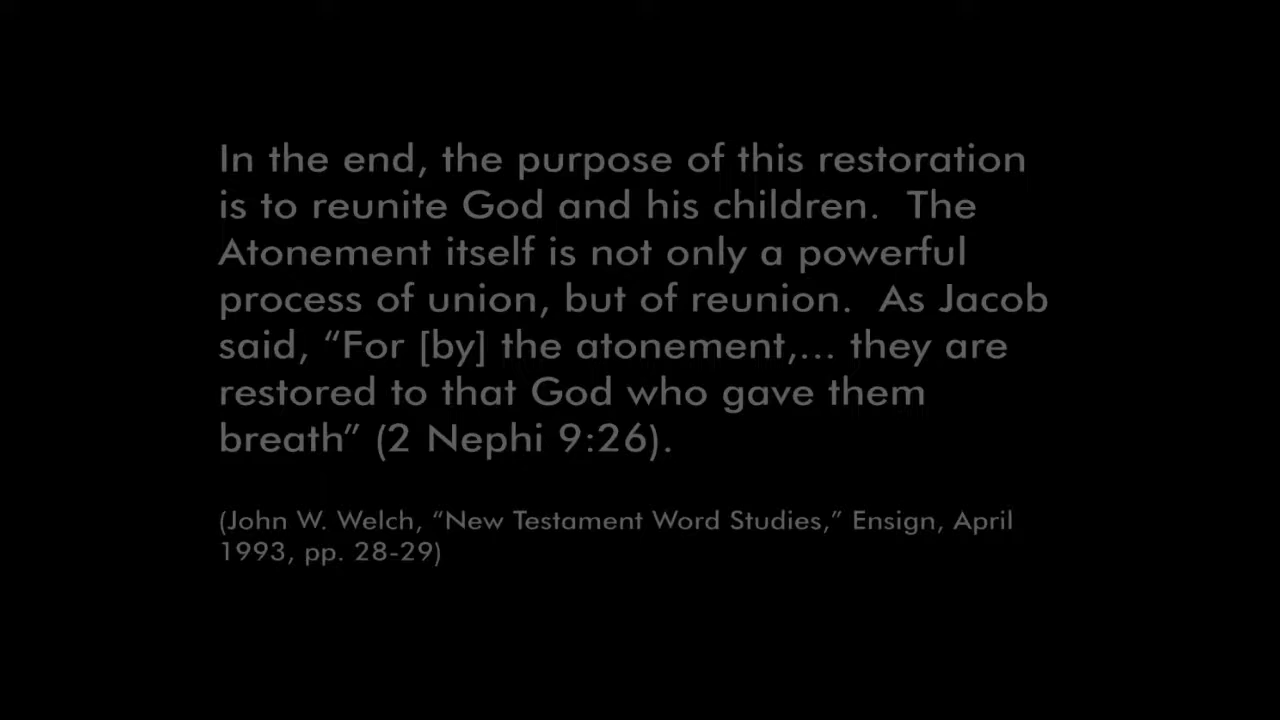 In the end, the purpose of this restoration
is to reunite God and his children.  The
Atonement itself is not only a powerful
process of union, but of reunion.  As Jacob
said, “For [by] the atonement,... they are
restored to that God who gave them
breath” (2 Nephi 9:26).
(John W. Welch, “New Testament Word Studies,” Ensign, April
1993, pp. 28-29)